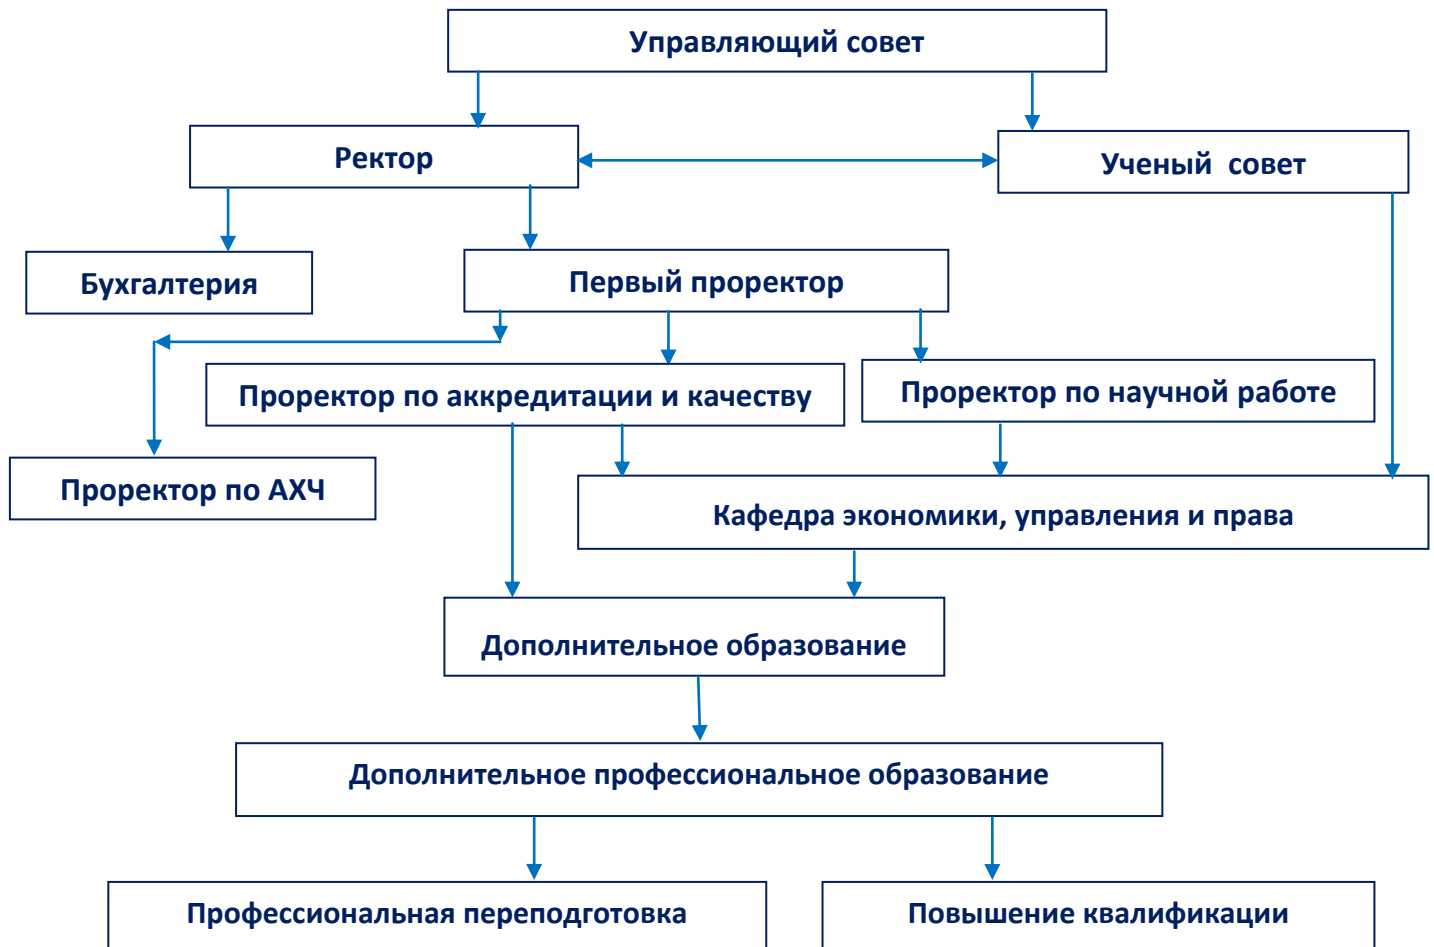 Управляющий совет
Ректор
Ученый совет
Бухгалтерия
Первый проректор
Проректор по аккредитации и качеству
Проректор по научной работе
Проректор по АХЧ
Кафедра экономики, управления и права
Дополнительное образование
Дополнительное профессиональное образование
Профессиональная переподготовка
Повышение квалификации